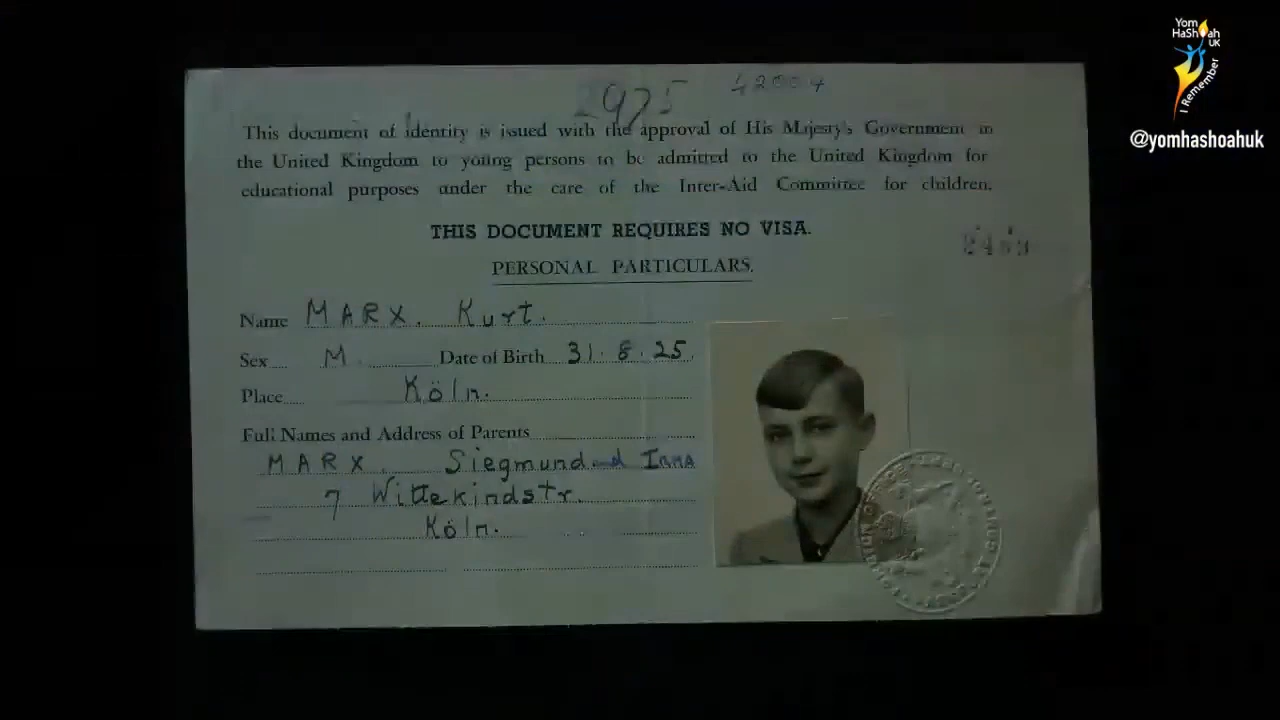 2975 42004
This document of identity is issued with the approval of His Majesty's Government in
the United Kingdom to young persons to be admitted to the United Kingdom for
educational purposes under the care of the Inter-Aid Committee for children.
THIS DOCUMENT REQUIRES NO VISA.
PERSONAL PARTICULARS.
Name MARX. Kurt.
Sex M. Date of Birth 31.8.25
Place Köln.
Full Names and Address of Parents
MARX Siegmund and IRMA
7 Wittekindstr.
Köln.
Yom
HaShoah
UK
I Remember
@yomhashoahuk